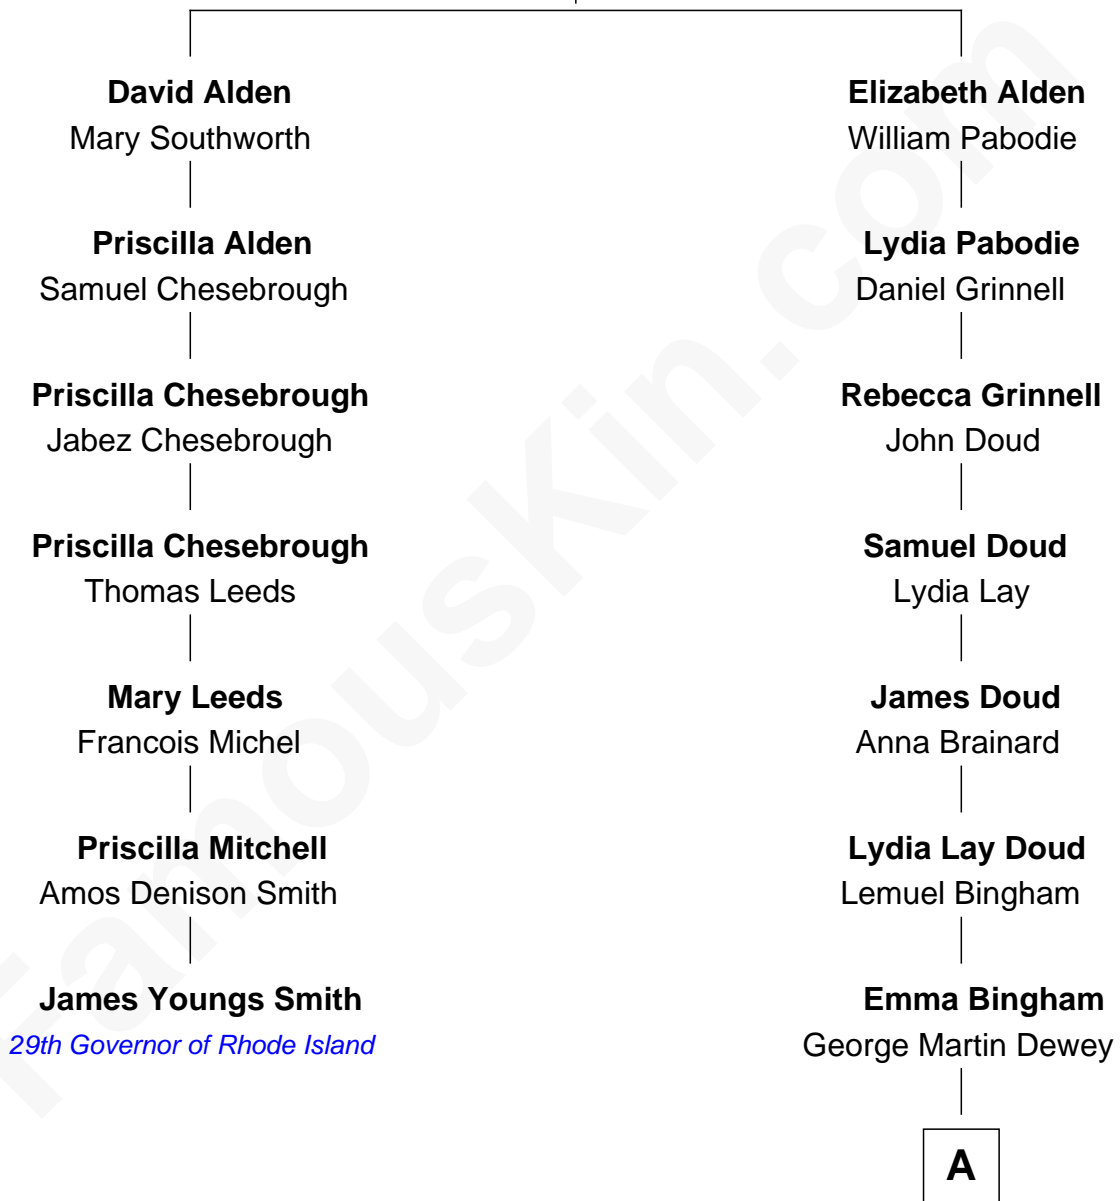 David Alden
Mary Southworth
Priscilla Alden
Samuel Chesebrough
Priscilla Chesebrough
Jabez Chesebrough
Priscilla Chesebrough
Thomas Leeds
Mary Leeds
Francois Michel
Priscilla Mitchell
Amos Denison Smith
James Youngs Smith
29th Governor of Rhode Island
Elizabeth Alden
William Pabodie
Lydia Pabodie
Daniel Grinnell
Rebecca Grinnell
John Doud
Samuel Doud
Lydia Lay
James Doud
Anna Brainard
Lydia Lay Doud
Lemuel Bingham
Emma Bingham
George Martin Dewey
A
FamousKin.com